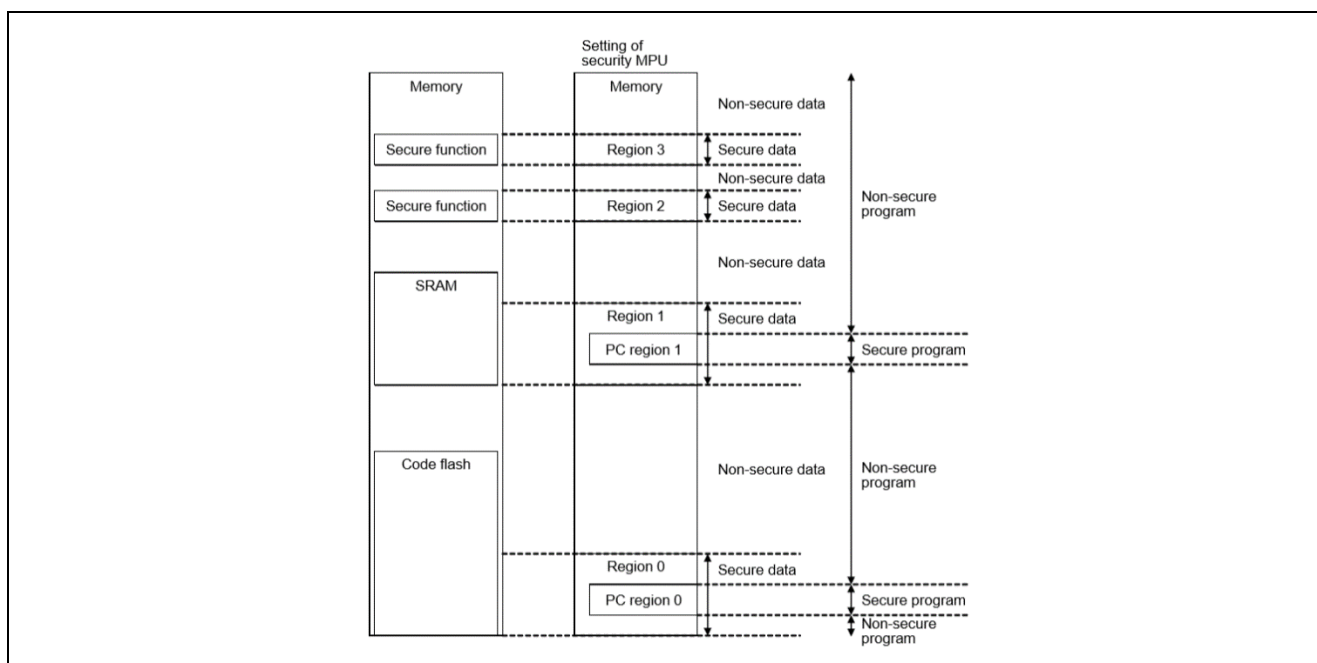 Setting of
security MPU
Memory
Memory
Non-secure data
Secure function
Region 3
Secure data
Non-secure data
Secure function
Region 2
Secure data
Non-secure
program
Non-secure data
SRAM
Region 1
Secure data
PC region 1
Secure program
Code flash
Non-secure data
Non-secure
program
Region 0
Secure data
PC region 0
Secure program
Non-secure
program